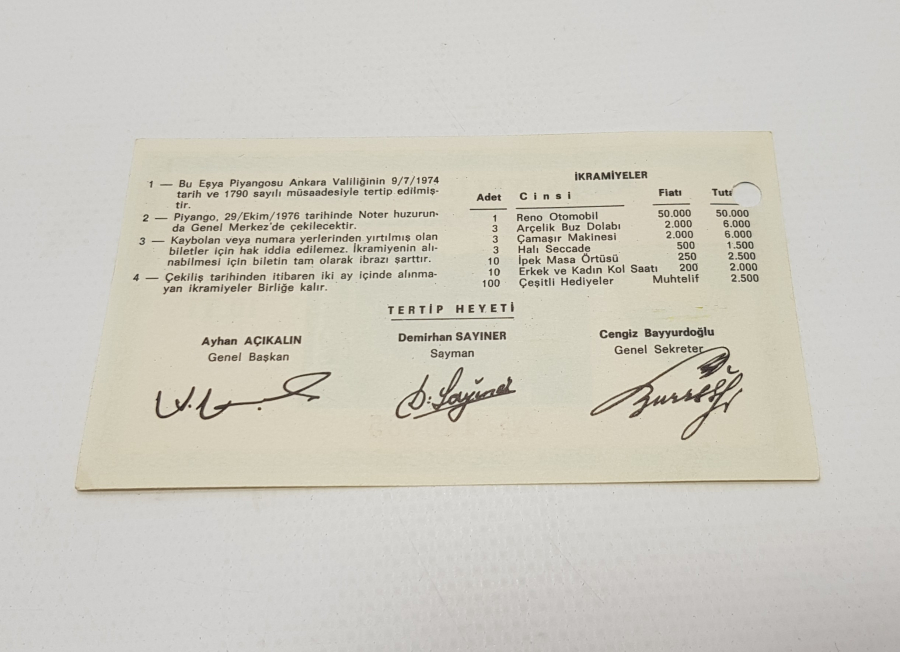 1 — Bu Eşya Piyangosu Ankara Valiliğinin 9/7/1974
tarih ve 1790 sayılı müsaadesiyle tertip edilmiş-
tir.
2 — Piyango, 29/Ekim/1976 tarihinde Noter huzurun-
da Genel Merkez'de çekilecektir.
3 — Kaybolan veya numara yerlerinden yırtılmış olan
biletler için hak iddia edilemez. İkramiyenin alı-
nabilmesi için biletin tam olarak ibrazı şarttır.
4 — Çekiliş tarihinden itibaren iki ay içinde alınma-
yan ikramiyeler Birliğe kalır.
İKRAMİYELER
Adet Cinsi Fiatı Tuta
1 Reno Otomobil 50.000 50.000
3 Arçelik Buz Dolabı 2.000 6.000
3 Çamaşır Makinesi 2.000 6.000
3 Halı Seccade 500 1.500
10 İpek Masa Örtüsü 250 2.500
10 Erkek ve Kadın Kol Saatı 200 2.000
100 Çeşitli Hediyeler Muhtelif 2.500
TERTİP HEYETİ
Ayhan AÇIKALIN Demirhan SAYINER Cengiz Bayyurdoğlu
Genel Başkan Sayman Genel Sekreter
D. Sayıner